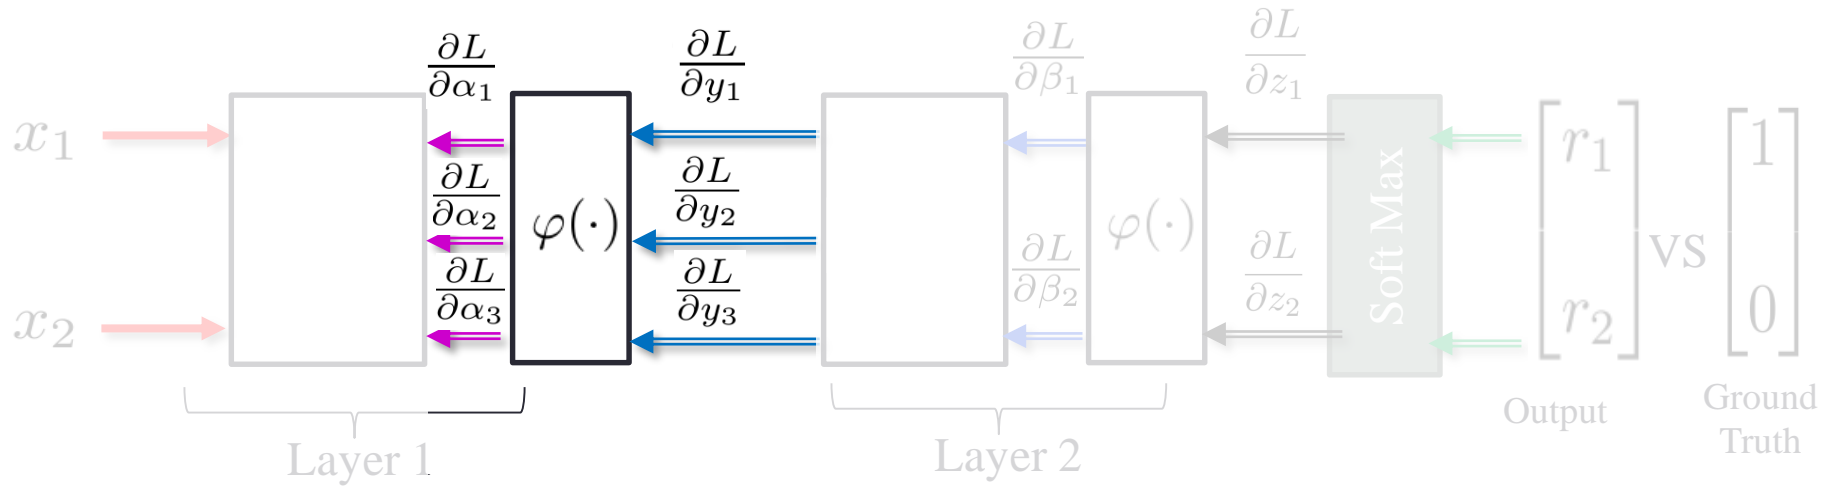 ∂L/∂α₁
∂L/∂y₁
∂L/∂β₁
∂L/∂z₁
x₁
r₁
1
∂L/∂α₂
∂L/∂y₂
φ(·)
φ(·)
Soft Max
VS
∂L/∂α₃
∂L/∂y₃
∂L/∂β₂
∂L/∂z₂
x₂
r₂
0
Layer 1
Layer 2
Output
Ground
Truth